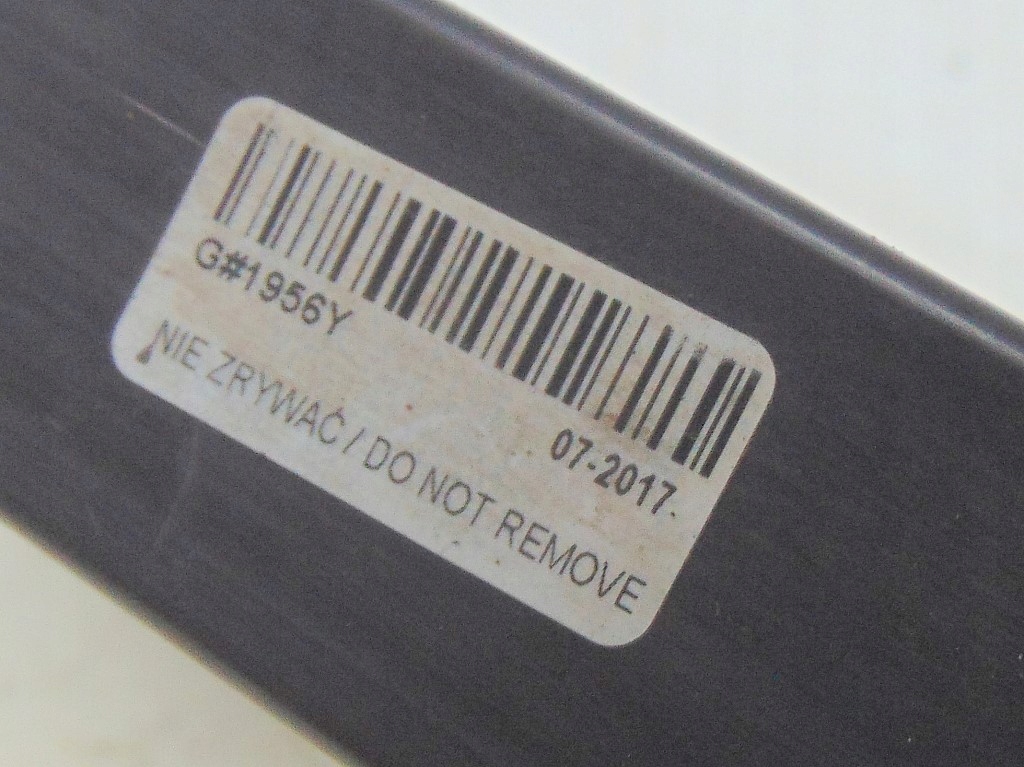 G#1956Y
07-2017
NIE ZRYWAĆ / DO NOT REMOVE